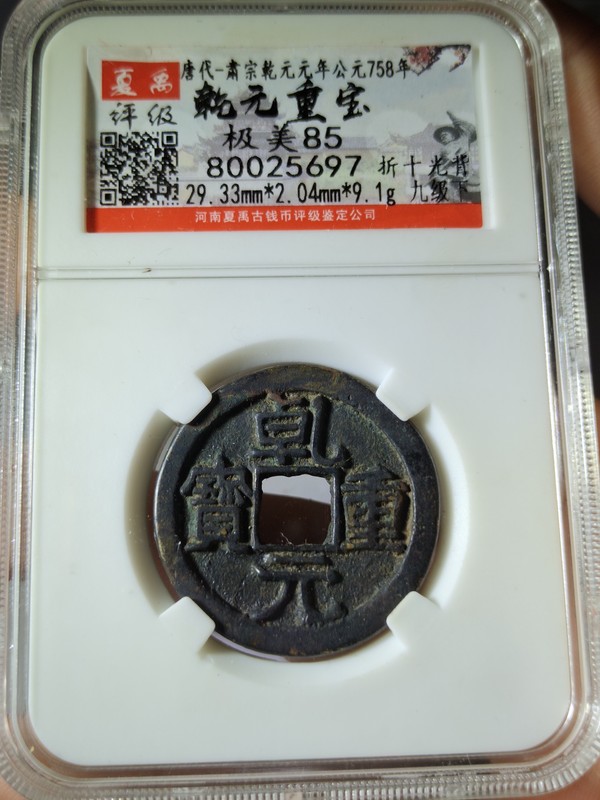 夏禹
评级
唐代-肃宗乾元元年公元758年
乾元重宝
极美85
80025697 折十光背
29.33mm*2.04mm*9.1g 九级下
河南夏禹古钱币评级鉴定公司
乾元重寳